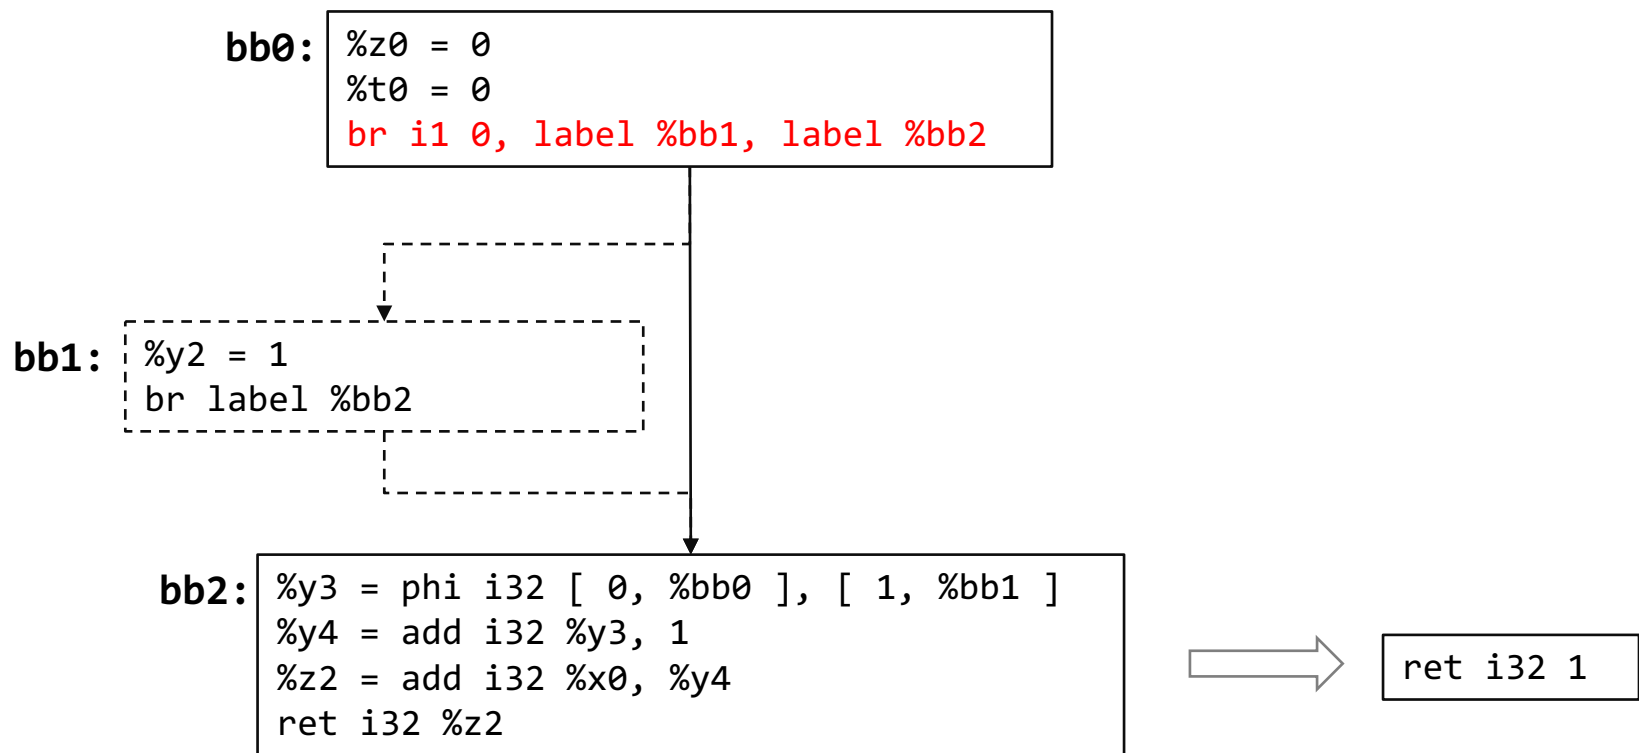 bb0:
%z0 = 0
%t0 = 0
br i1 0, label %bb1, label %bb2
bb1:
%y2 = 1
br label %bb2
bb2:
%y3 = phi i32 [ 0, %bb0 ], [ 1, %bb1 ]
%y4 = add i32 %y3, 1
%z2 = add i32 %x0, %y4
ret i32 %z2
ret i32 1